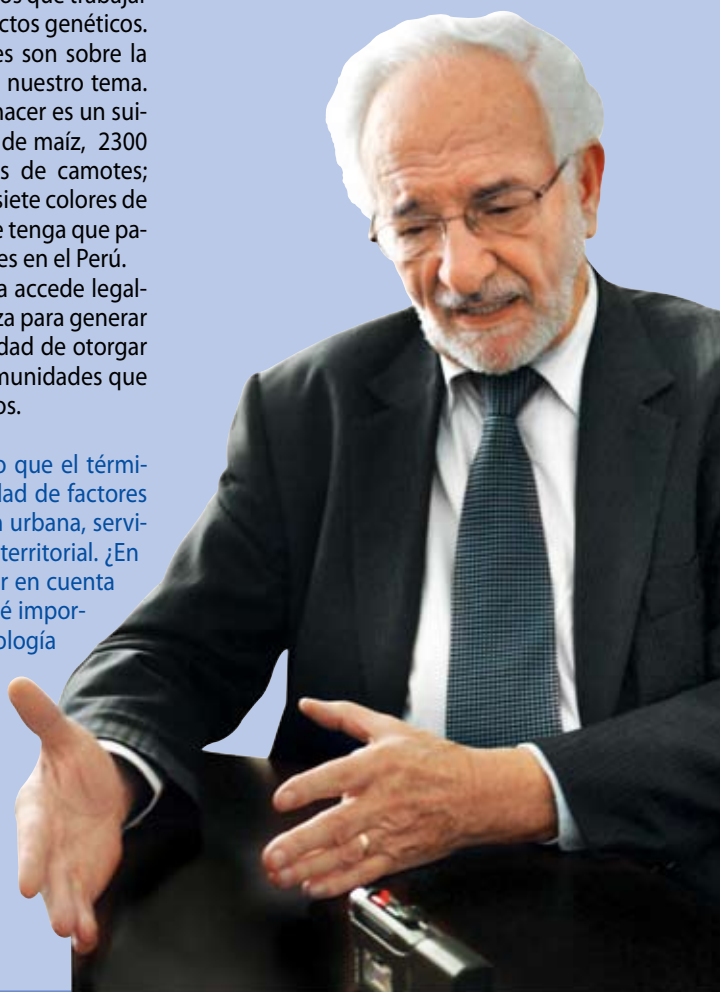 os que trabajar
ctos genéticos.
es son sobre la
nuestro tema.
hacer es un sui-
de maíz, 2300
s de camotes;
siete colores de
e tenga que pa-
es en el Perú.
a accede legal-
za para generar
dad de otorgar
munidades que
os.
o que el térmi-
dad de factores
n urbana, servi-
territorial. ¿En
r en cuenta
é impor-
ología